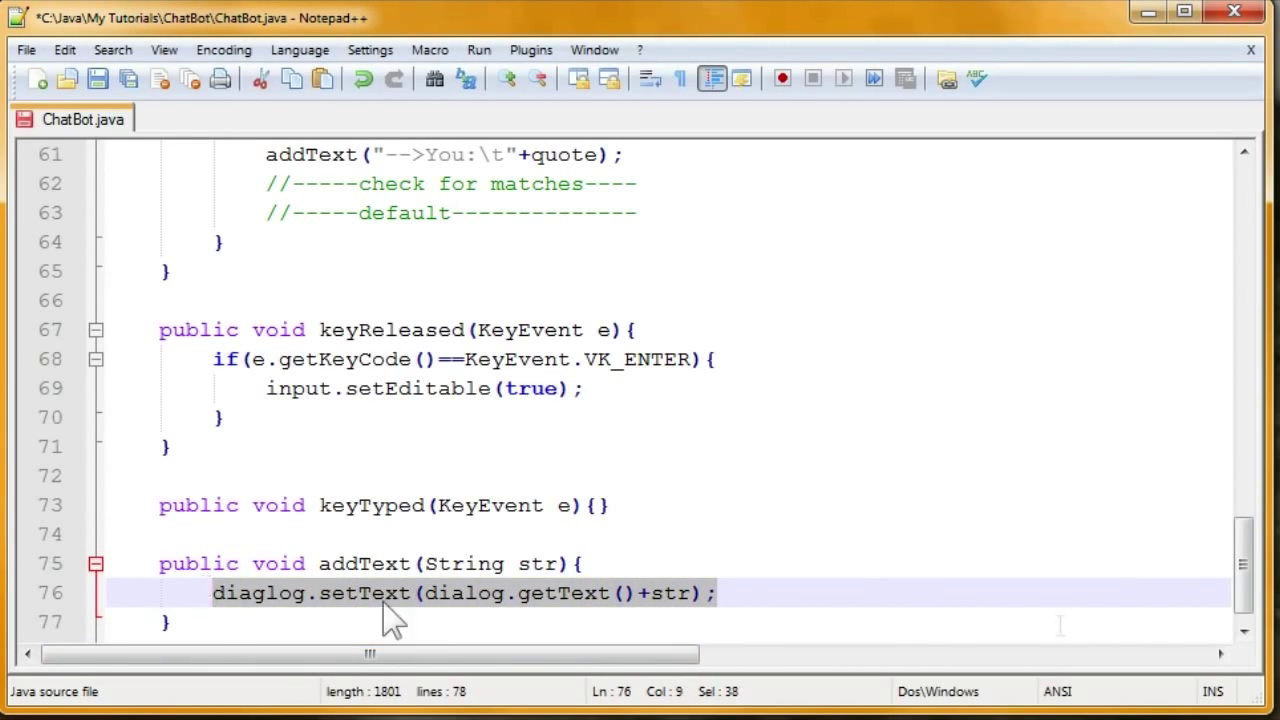 *C:\Java\My Tutorials\ChatBot\ChatBot.java - Notepad++
File Edit Search View Encoding Language Settings Macro Run Plugins Window ? X
ABC
ChatBot.java
61 addText("-->You:\t"+quote);
62 //-----check for matches----
63 //-----default--------------
64 }
65 }
66
67 public void keyReleased(KeyEvent e){
68 if(e.getKeyCode()==KeyEvent.VK_ENTER){
69 input.setEditable(true);
70 }
71 }
72
73 public void keyTyped(KeyEvent e){}
74
75 public void addText(String str){
76 diaglog.setText(dialog.getText()+str);
77 }
Java source file length : 1801 lines : 78 Ln : 76 Col : 9 Sel : 38 Dos\Windows ANSI INS